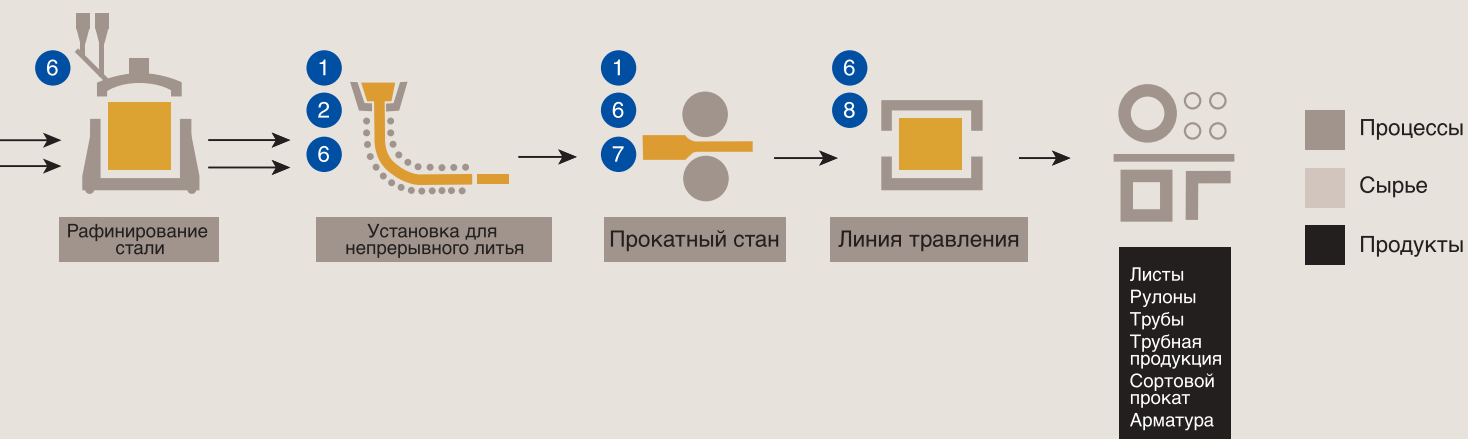 6
Рафинирование
стали
1
2
6
Установка для
непрерывного литья
1
6
7
Прокатный стан
6
8
Линия травления
Листы
Рулоны
Трубы
Трубная
продукция
Сортовой
прокат
Арматура
Процессы
Сырье
Продукты